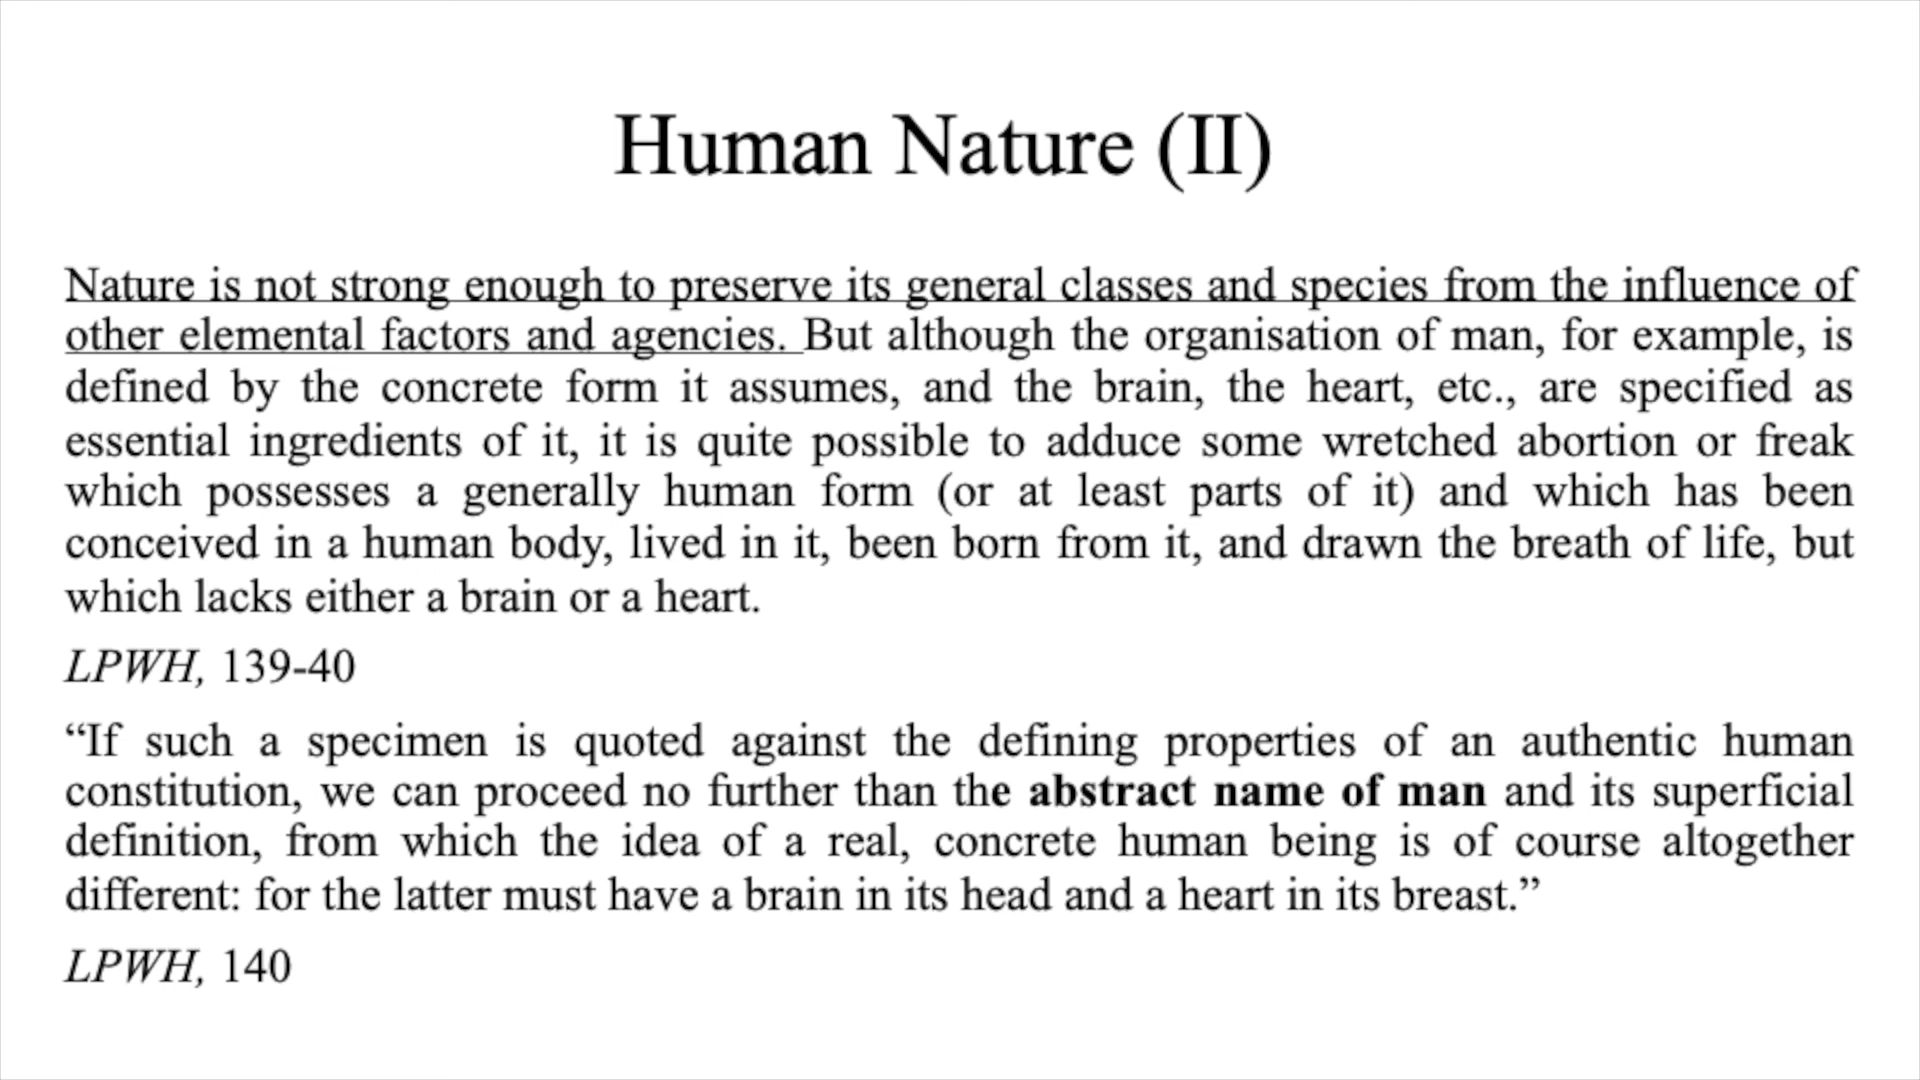 Human Nature (II)
Nature is not strong enough to preserve its general classes and species from the influence of
other elemental factors and agencies. But although the organisation of man, for example, is
defined by the concrete form it assumes, and the brain, the heart, etc., are specified as
essential ingredients of it, it is quite possible to adduce some wretched abortion or freak
which possesses a generally human form (or at least parts of it) and which has been
conceived in a human body, lived in it, been born from it, and drawn the breath of life, but
which lacks either a brain or a heart.
LPWH, 139-40
“If such a specimen is quoted against the defining properties of an authentic human
constitution, we can proceed no further than the abstract name of man and its superficial
definition, from which the idea of a real, concrete human being is of course altogether
different: for the latter must have a brain in its head and a heart in its breast.”
LPWH, 140